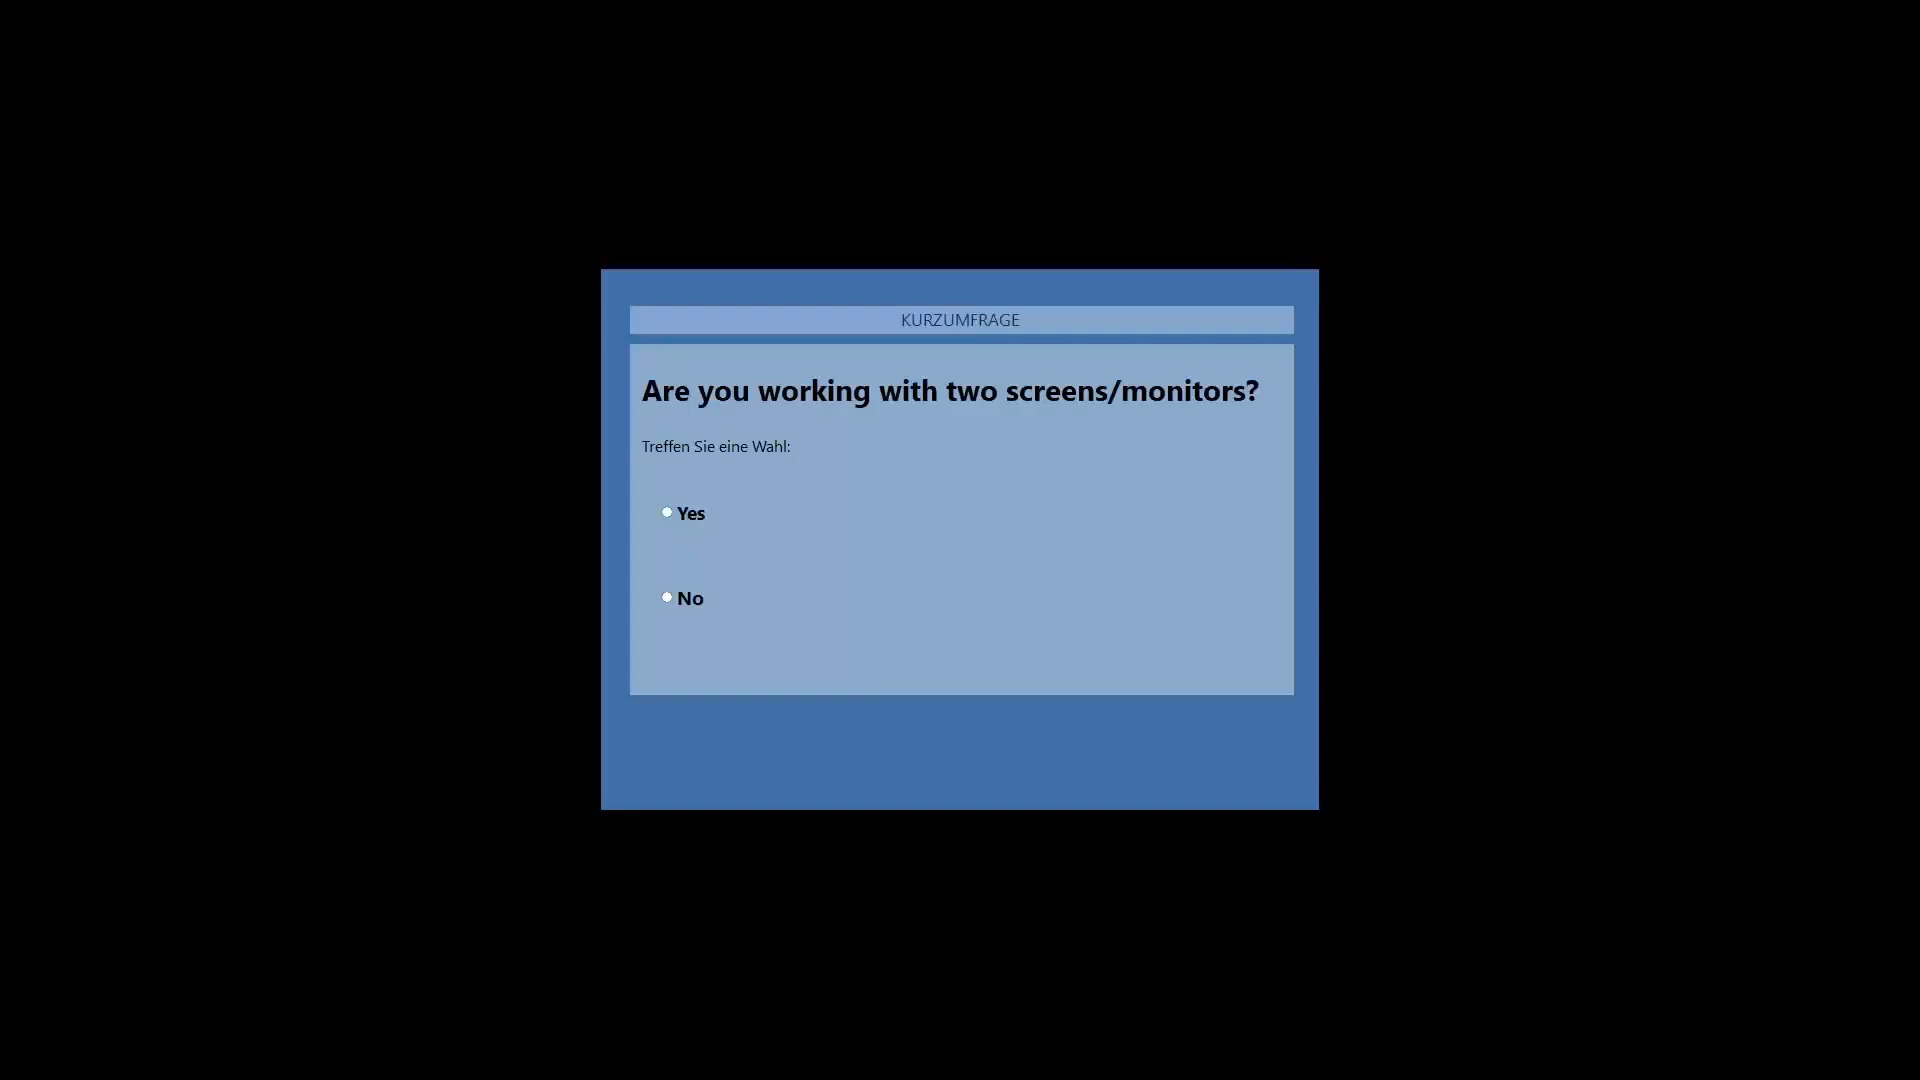 KURZUMFRAGE
Are you working with two screens/monitors?
Treffen Sie eine Wahl:
Yes
No